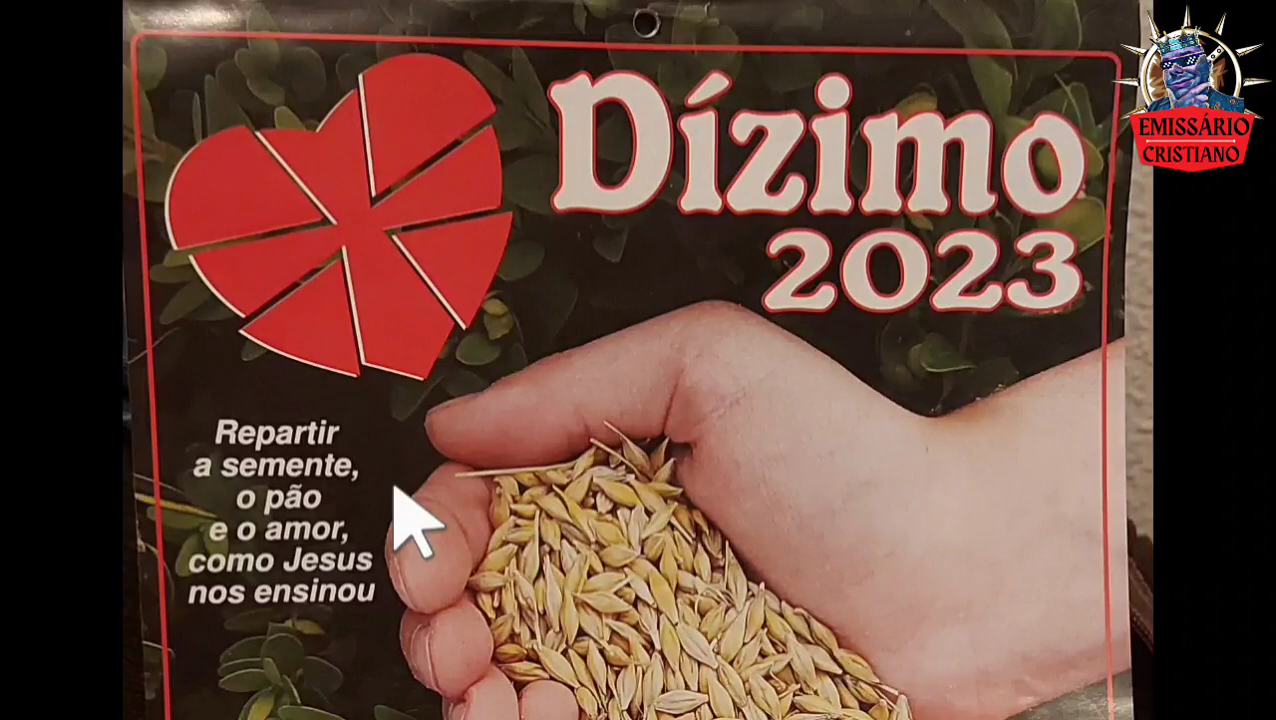 Dízimo
2023
Repartir
a semente,
o pão
e o amor,
como Jesus
nos ensinou
EMISSÁRIO
CRISTIANO